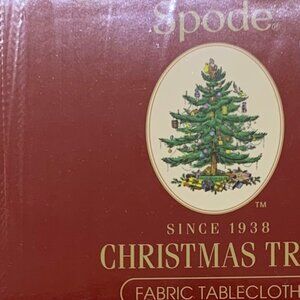 Spode
TM
SINCE 1938
CHRISTMAS TR
FABRIC TABLECLOTH